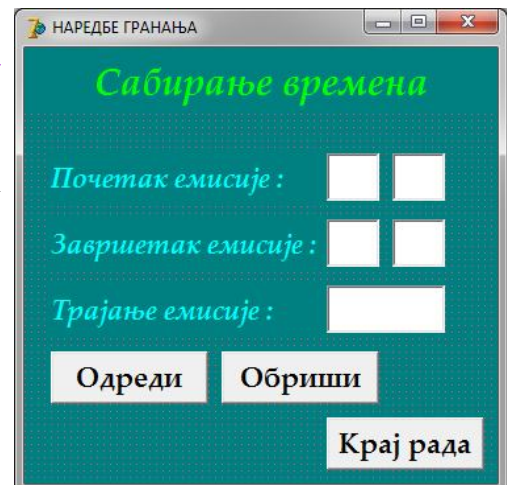 НАРЕДБЕ ГРАНАЊА
Сабирање времена
Почетак емисије :
Завршетак емисије :
Трајање емисије :
Одреди Обриши
Крај рада